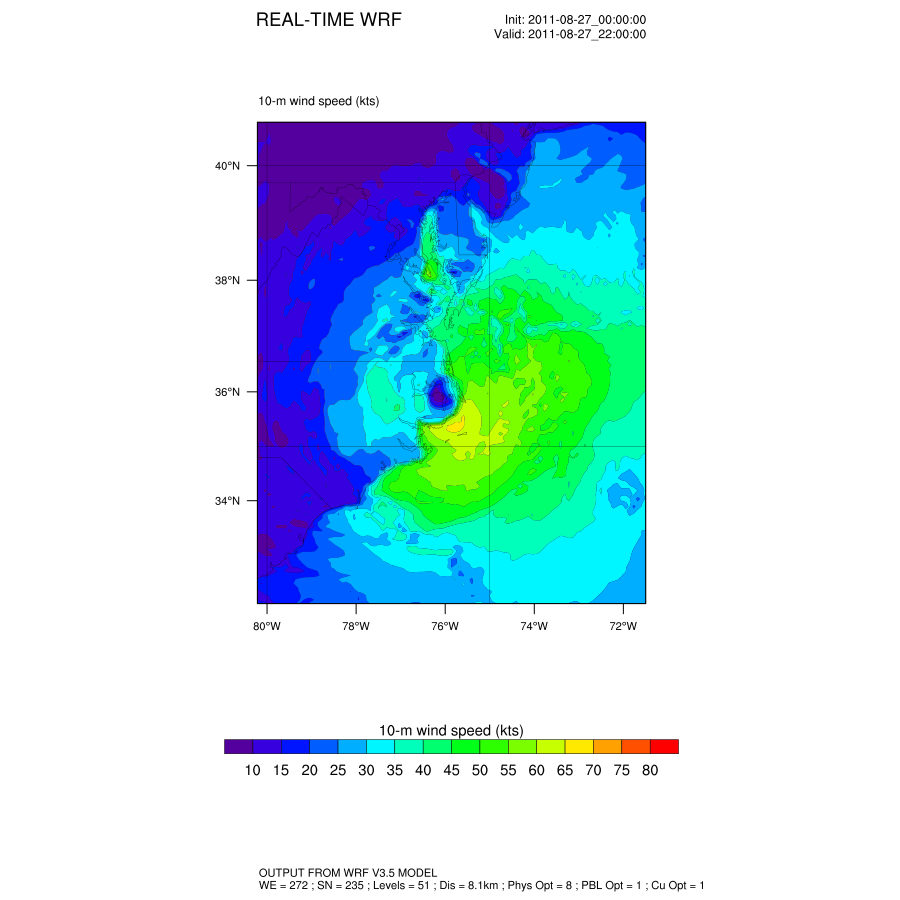 REAL-TIME WRF
Init: 2011-08-27_00:00:00
Valid: 2011-08-27_22:00:00
10-m wind speed (kts)
40°N
38°N
36°N
34°N
80°W 78°W 76°W 74°W 72°W
10-m wind speed (kts)
10 15 20 25 30 35 40 45 50 55 60 65 70 75 80
OUTPUT FROM WRF V3.5 MODEL
WE = 272 ; SN = 235 ; Levels = 51 ; Dis = 8.1km ; Phys Opt = 8 ; PBL Opt = 1 ; Cu Opt = 1